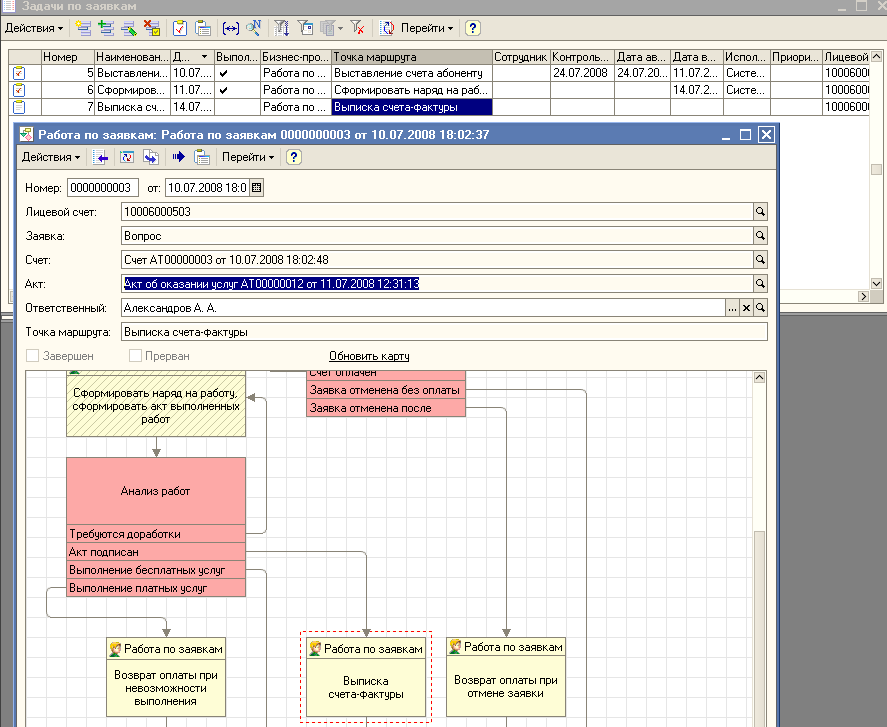 Задачи по заявкам
Действия
Перейти
Номер Наименован... Д... Выпол... Бизнес-про... Точка маршрута Сотрудник Контроль... Дата ав... Дата в... Испол... Приори... Лицевой
5 Выставлени... 10.07.... Работа по ... Выставление счета абоненту 24.07.2008 24.07.20... 11.07.2... Систе... 10006000
6 Сформиров... 11.07.... Работа по ... Сформировать наряд на раб... 14.07.2... Систе... 10006000
7 Выписка сч... 14.07.... Работа по ... Выписка счета-фактуры 10006000
Работа по заявкам: Работа по заявкам 0000000003 от 10.07.2008 18:02:37
Действия
Перейти
Номер: 0000000003 от: 10.07.2008 18:0
Лицевой счет: 10006000503
Заявка: Вопрос
Счет: Счет АТ00000003 от 10.07.2008 18:02:48
Акт: Акт об оказании услуг АТ00000012 от 11.07.2008 12:31:13
Ответственный: Александров А. А.
Точка маршрута: Выписка счета-фактуры
Завершен Прерван Обновить карту
Счет оплачен
Заявка отменена без оплаты
Заявка отменена после
Сформировать наряд на работу,
сформировать акт выполненных
работ
Анализ работ
Требуются доработки
Акт подписан
Выполнение бесплатных услуг
Выполнение платных услуг
Работа по заявкам
Возврат оплаты при
невозможности
выполнения
Работа по заявкам
Выписка
счета-фактуры
Работа по заявкам
Возврат оплаты при
отмене заявки